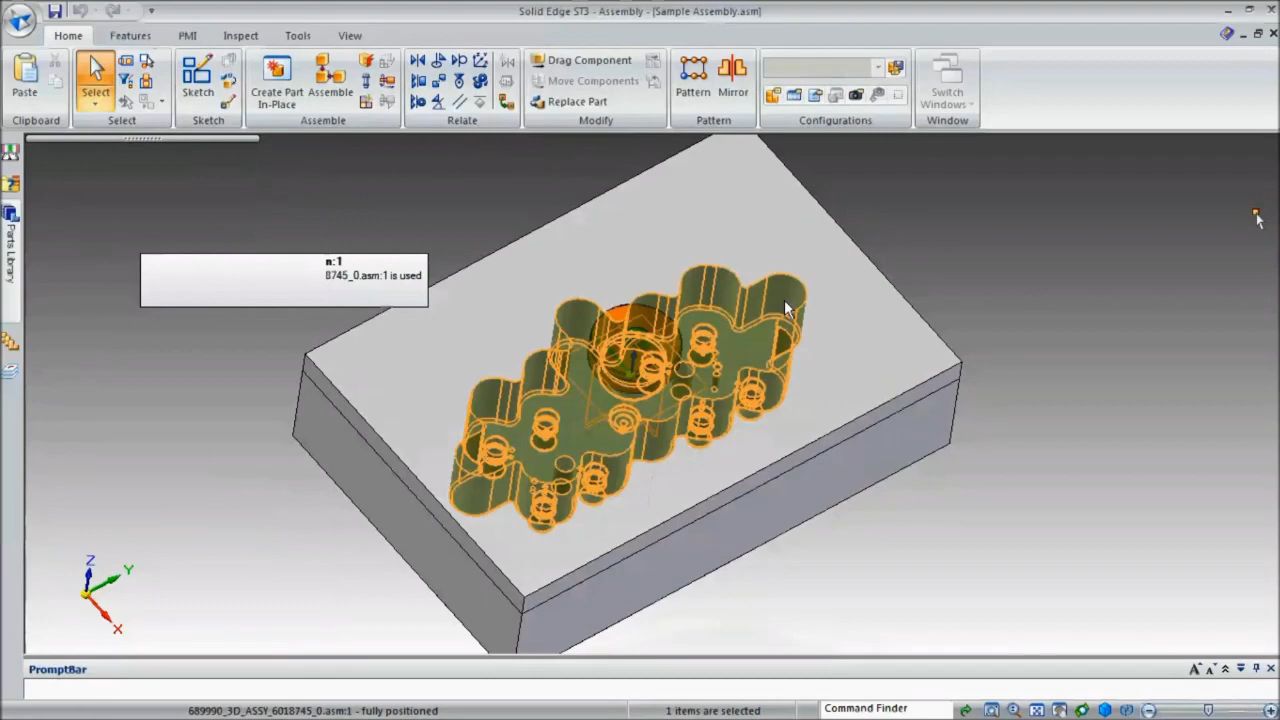 Solid Edge ST3 - Assembly - [Sample Assembly.asm]
Home Features PMI Inspect Tools View
Paste
Clipboard
Select
Select
Sketch
Sketch
Create Part
In-Place
Assembly
Assemble
Relate
Drag Component
Move Components
Replace Part
Modify
Pattern Mirror
Pattern
Configurations
Switch
Windows
Window
Parts Library
n:1
8745_0.asm:1 is used
Z
Y
X
PromptBar
689990_3D_ASSY_6018745_0.asm:1 - fully positioned
1 items are selected
Command Finder